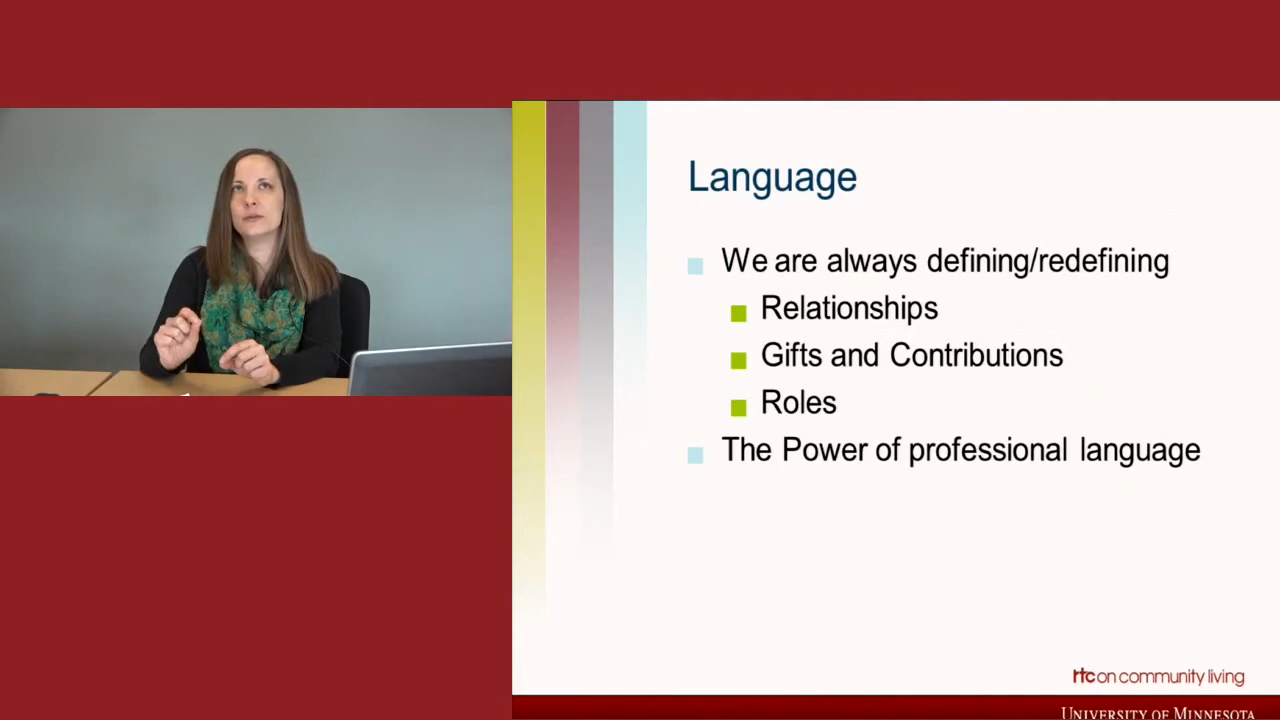 Language
We are always defining/redefining
Relationships
Gifts and Contributions
Roles
The Power of professional language
rtc on community living
UNIVERSITY OF MINNESOTA